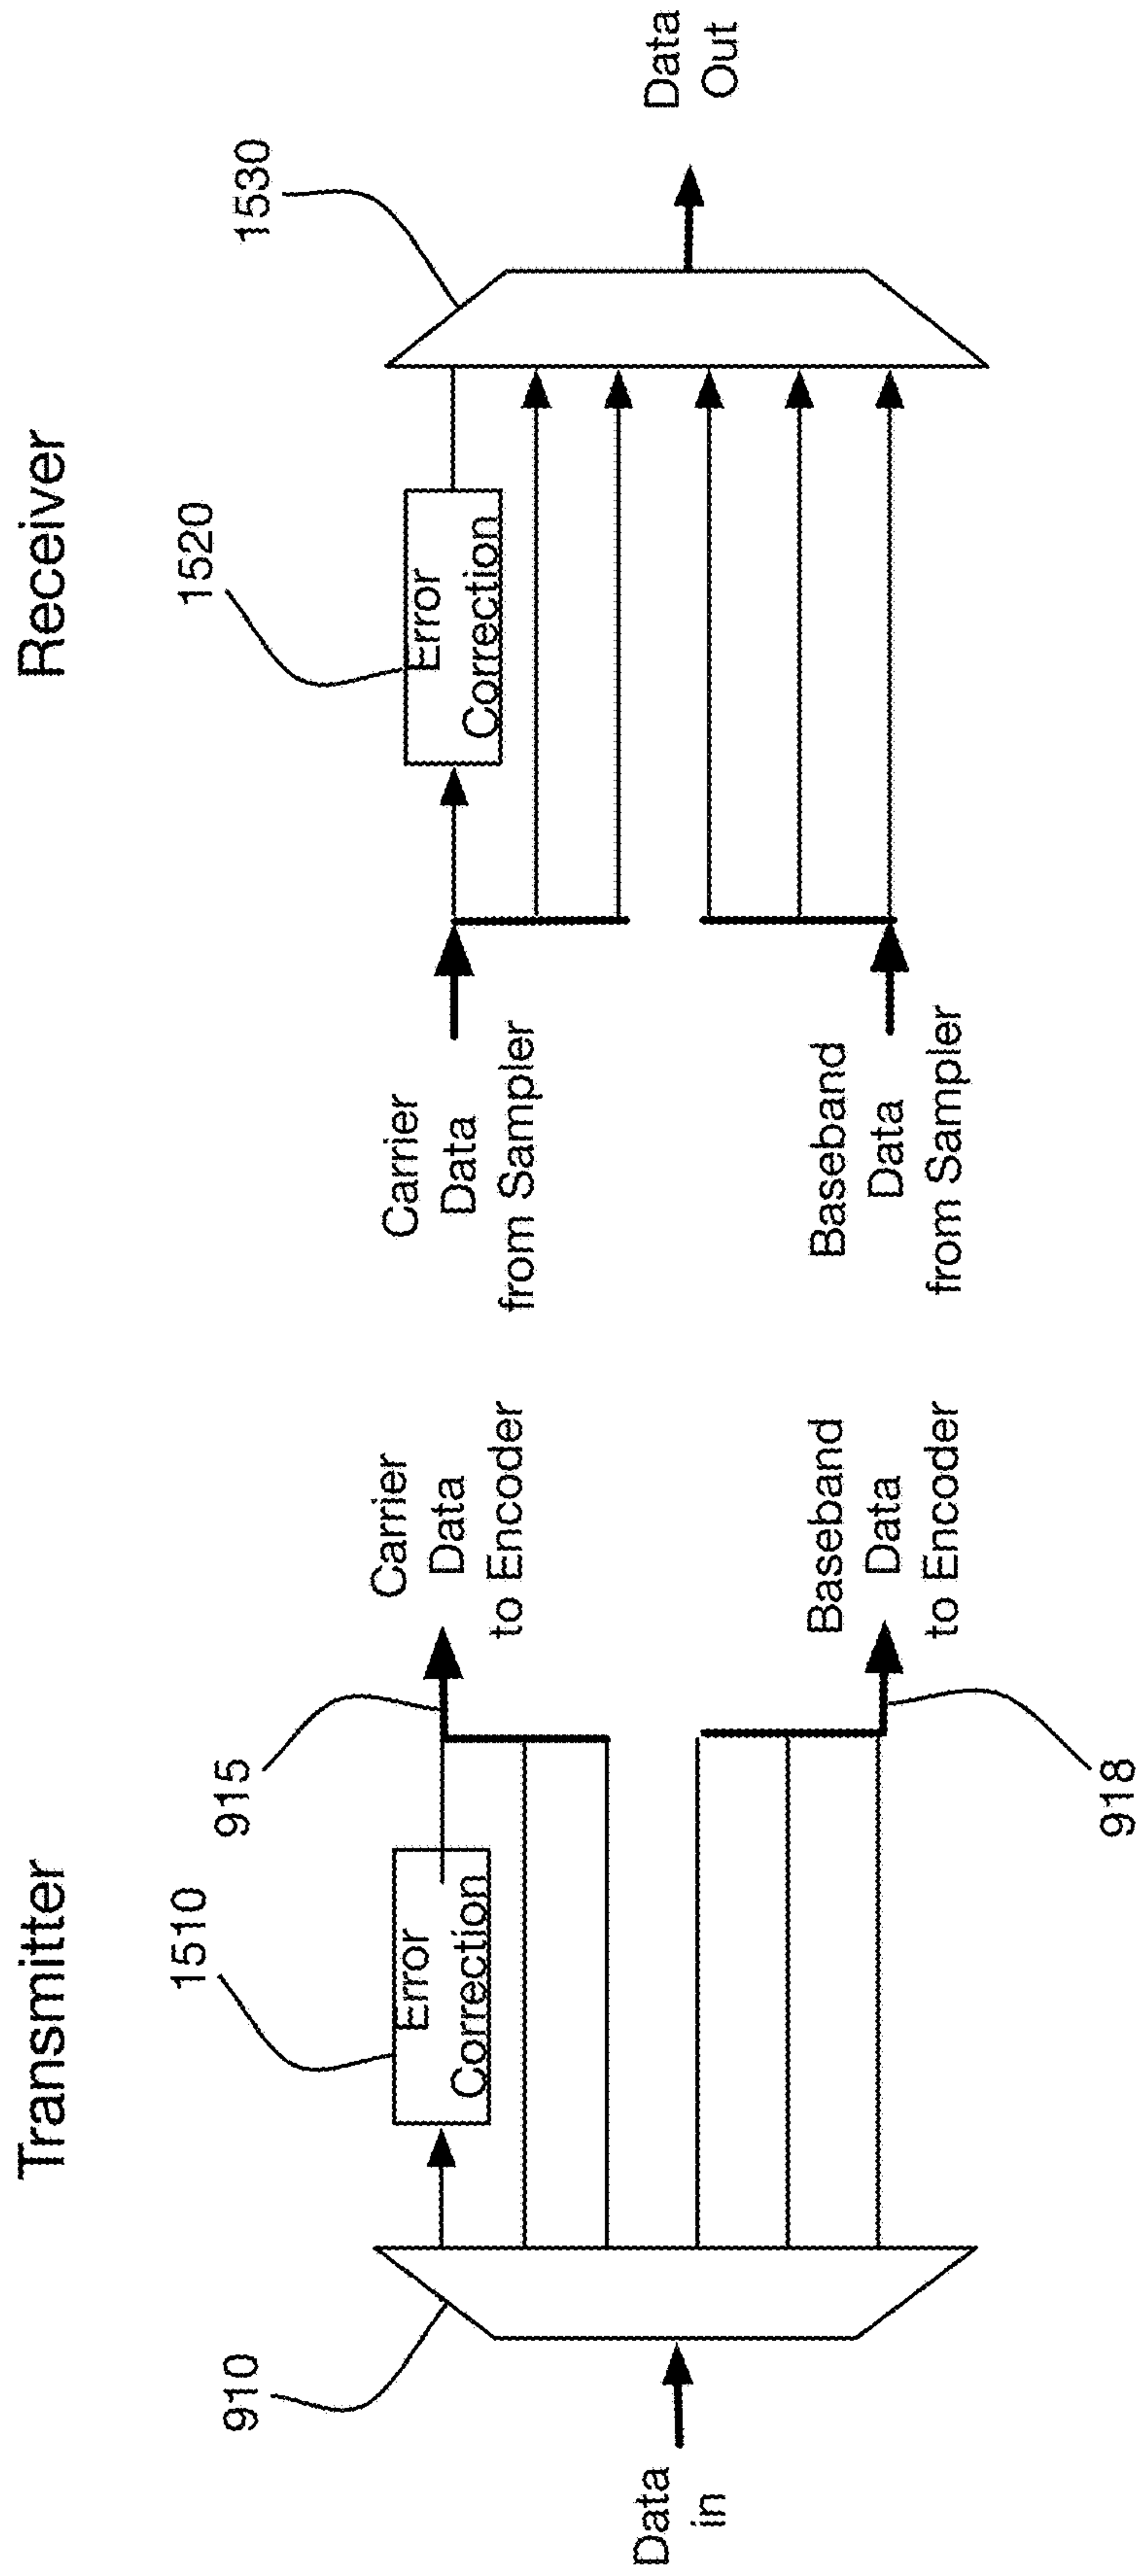 Transmitter
910
1510
915
Data
in
Error
Correction
Carrier
Data
to Encoder
Baseband
Data
to Encoder
918
Receiver
1520
1530
Carrier
Data
from Sampler
Error
Correction
Baseband
Data
from Sampler
Data
Out